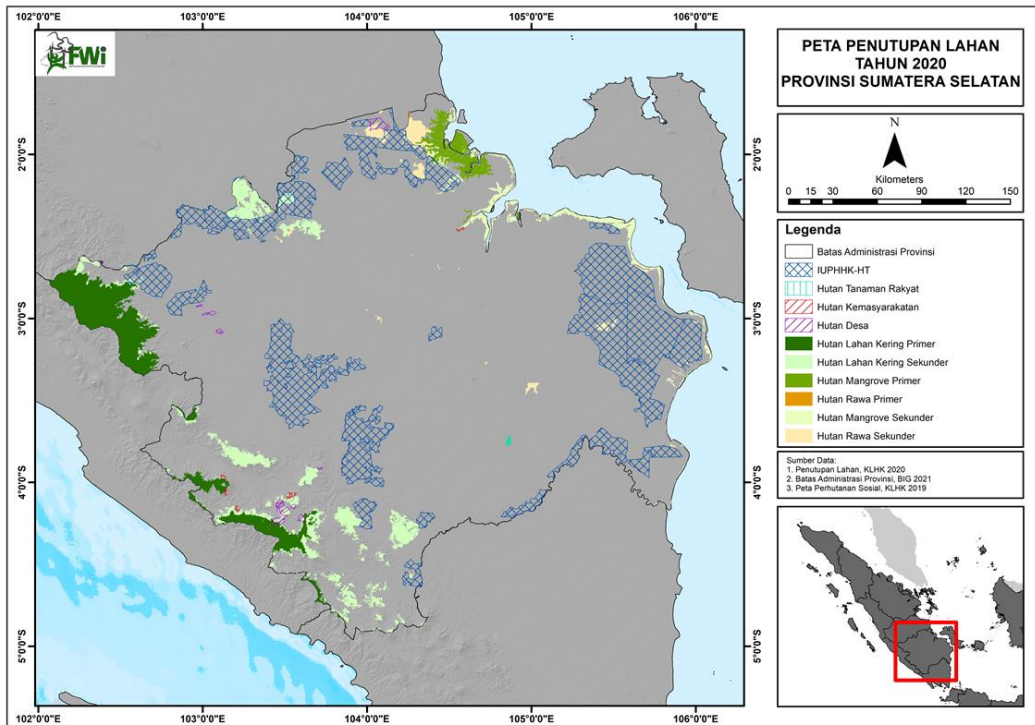 102°0'0"E 103°0'0"E 104°0'0"E 105°0'0"E 106°0'0"E
FWi
2°0'0"S
3°0'0"S
4°0'0"S
5°0'0"S
2°0'0"S
3°0'0"S
4°0'0"S
5°0'0"S
102°0'0"E 103°0'0"E 104°0'0"E 105°0'0"E 106°0'0"E
PETA PENUTUPAN LAHAN
TAHUN 2020
PROVINSI SUMATERA SELATAN
N
Kilometers
0 15 30 60 90 120 150
Legenda
Batas Administrasi Provinsi
IUPHHK-HT
Hutan Tanaman Rakyat
Hutan Kemasyarakatan
Hutan Desa
Hutan Lahan Kering Primer
Hutan Lahan Kering Sekunder
Hutan Mangrove Primer
Hutan Rawa Primer
Hutan Mangrove Sekunder
Hutan Rawa Sekunder
Sumber Data:
1. Penutupan Lahan, KLHK 2020
2. Batas Administrasi Provinsi, BIG 2021
3. Peta Perhutanan Sosial, KLHK 2019